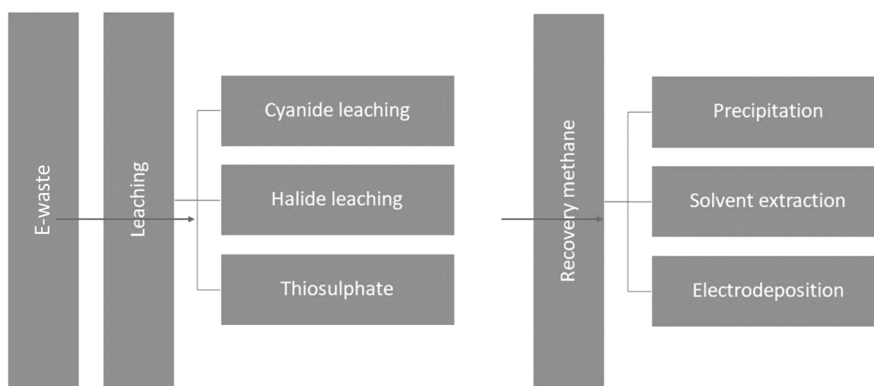 E-waste
Leaching
Cyanide leaching
Halide leaching
Thiosulphate
Recovery methane
Precipitation
Solvent extraction
Electrodeposition